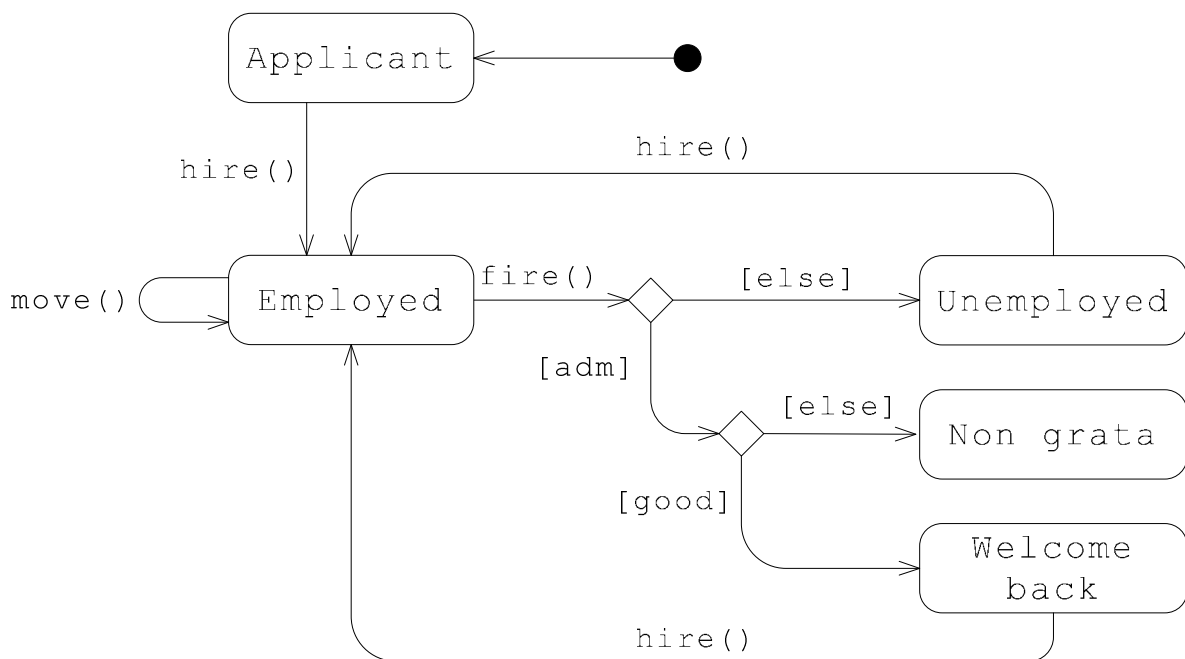 Applicant
hire()
hire()
move()
Employed
fire()
[else]
Unemployed
[adm]
[else]
Non grata
[good]
Welcome
back
hire()